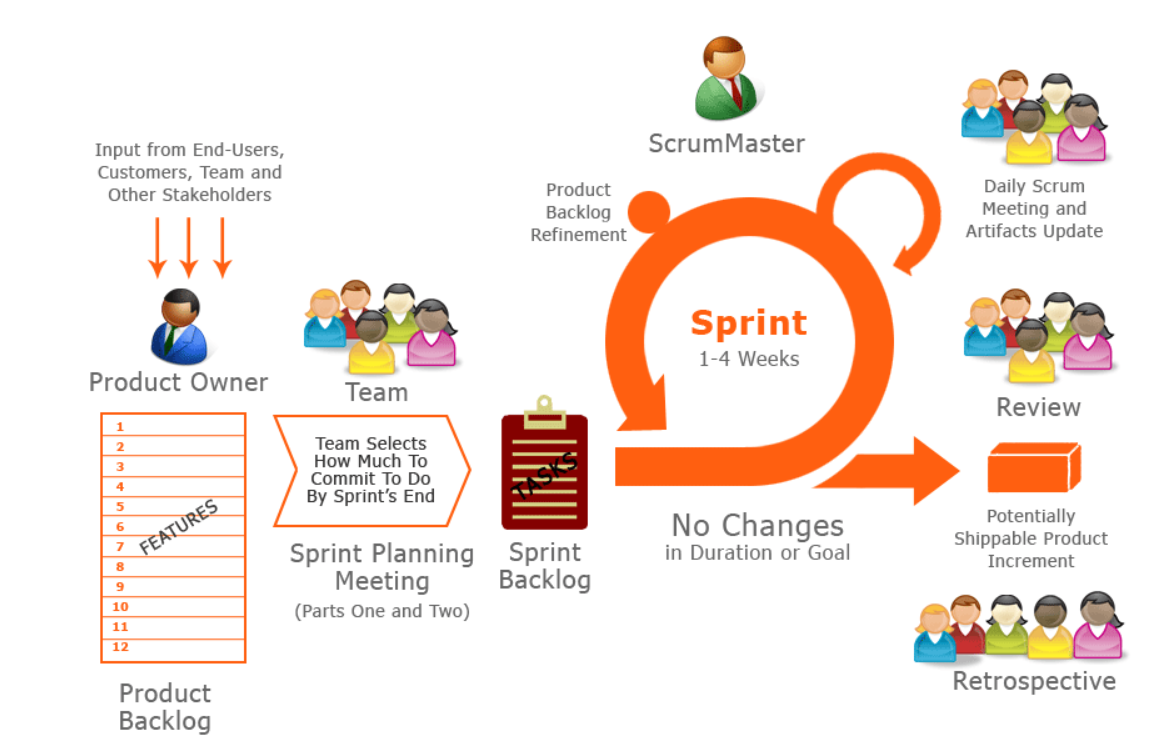 ScrumMaster
Input from End-Users,
Customers, Team and
Other Stakeholders
Product Owner
1
2
3
4
5
6
7
8
9
10
11
12
FEATURES
Product
Backlog
Team
Team Selects
How Much To
Commit To Do
By Sprint's End
Sprint Planning
Meeting
(Parts One and Two)
TASKS
Sprint
Backlog
Product
Backlog
Refinement
Sprint
1-4 Weeks
No Changes
in Duration or Goal
Daily Scrum
Meeting and
Artifacts Update
Review
Potentially
Shippable Product
Increment
Retrospective